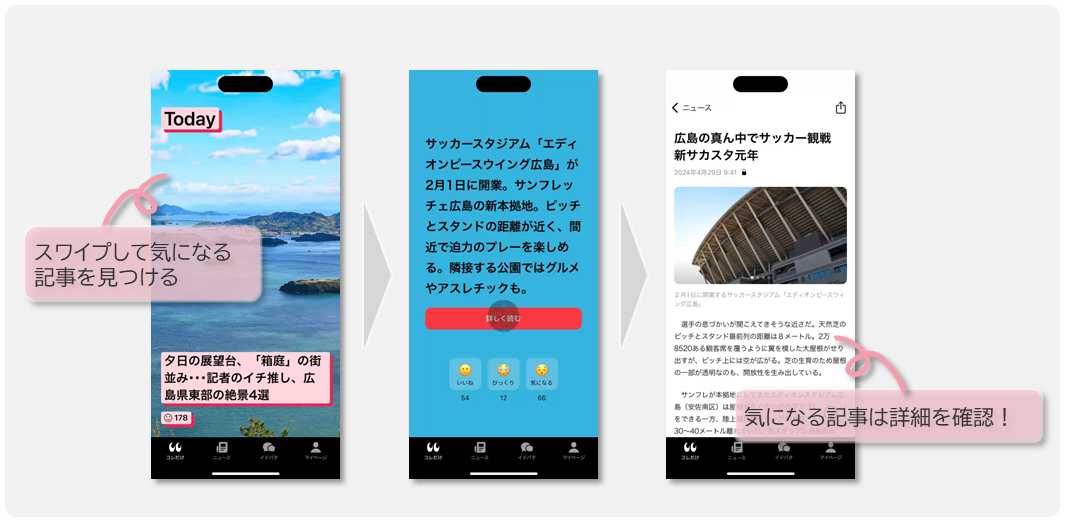 Today
スワイプして気になる
記事を見つける
夕日の展望台、「箱庭」の街
並み･･･記者のイチ推し、広
島県東部の絶景4選
178
コレだけ
ニュース
イドバタ
マイページ
サッカースタジアム「エディ
オンピースウイング広島」が
2月1日に開業。サンフレッ
チェ広島の新本拠地。ピッチ
とスタンドの距離が近く、間
近で迫力のプレーを楽しめ
る。隣接する公園ではグルメ
やアスレチックも。
詳しく読む
いいね
びっくり
気になる
54
12
66
コレだけ
ニュース
イドバタ
マイページ
ニュース
広島の真ん中でサッカー観戦
新サカスタ元年
2024年4月29日 9:41
２月1日に開業するサッカースタジアム「エディオンピースウイ
ング広島」
選手の息づかいが聞こえてきそうな近さだ。天然芝の
ピッチとスタンド最前列の距離は８メートル。2万
8520ある観客席を覆うように翼を模した大屋根がせり
出すが、ピッチ上には空が広がる。芝の生育のため屋根
の一部が透明なのも、開放性を生み出している。
サンフレが本拠地にしてきたエディオンスタジアム広
島（安佐南区）は屋
をできる一方、陸上
30～40メートル離れていた。市スタジアム
気になる記事は詳細を確認！
コレだけ
ニュース
イドバタ
マイページ